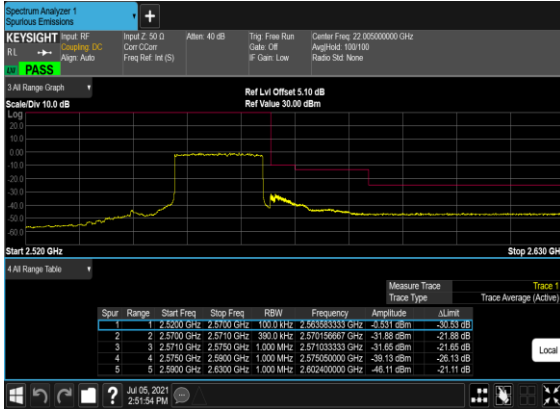 Spectrum Analyzer 1
Spurious Emissions
+
KEYSIGHT Input: RF Input Z: 50 Ω Atten: 40 dB Trig: Free Run Center Freq: 22.005000000 GHz
RL Coupling: DC Corr CCorr Gate: Off Avg|Hold: 100/100
Align: Auto Freq Ref: Int (S) IF Gain: Low Radio Std: None
PASS
3 All Range Graph
Ref Lvl Offset 5.10 dB
Scale/Div 10.0 dB Ref Value 30.00 dBm
Log
20.0
10.0
0.00
-10.0
-20.0
-30.0
-40.0
-50.0
-60.0
Start 2.520 GHz Stop 2.630 GH
4 All Range Table
Measure Trace Trace 1
Trace Type Trace Average (Active)
Spur Range Start Freq Stop Freq RBW Frequency Amplitude ΔLimit
1 1 2.5200 GHz 2.5700 GHz 100.0 kHz 2.563583333 GHz -0.531 dBm -30.53 dB
2 2 2.5700 GHz 2.5710 GHz 390.0 kHz 2.570156667 GHz -31.88 dBm -21.88 dB
3 3 2.5710 GHz 2.5750 GHz 1.000 MHz 2.571033333 GHz -31.65 dBm -21.65 dB
4 4 2.5750 GHz 2.5900 GHz 1.000 MHz 2.575050000 GHz -39.13 dBm -26.13 dB
5 5 2.5900 GHz 2.6300 GHz 1.000 MHz 2.602400000 GHz -46.11 dBm -21.11 dB
Local
?
Jul 05, 2021
2:51:54 PM